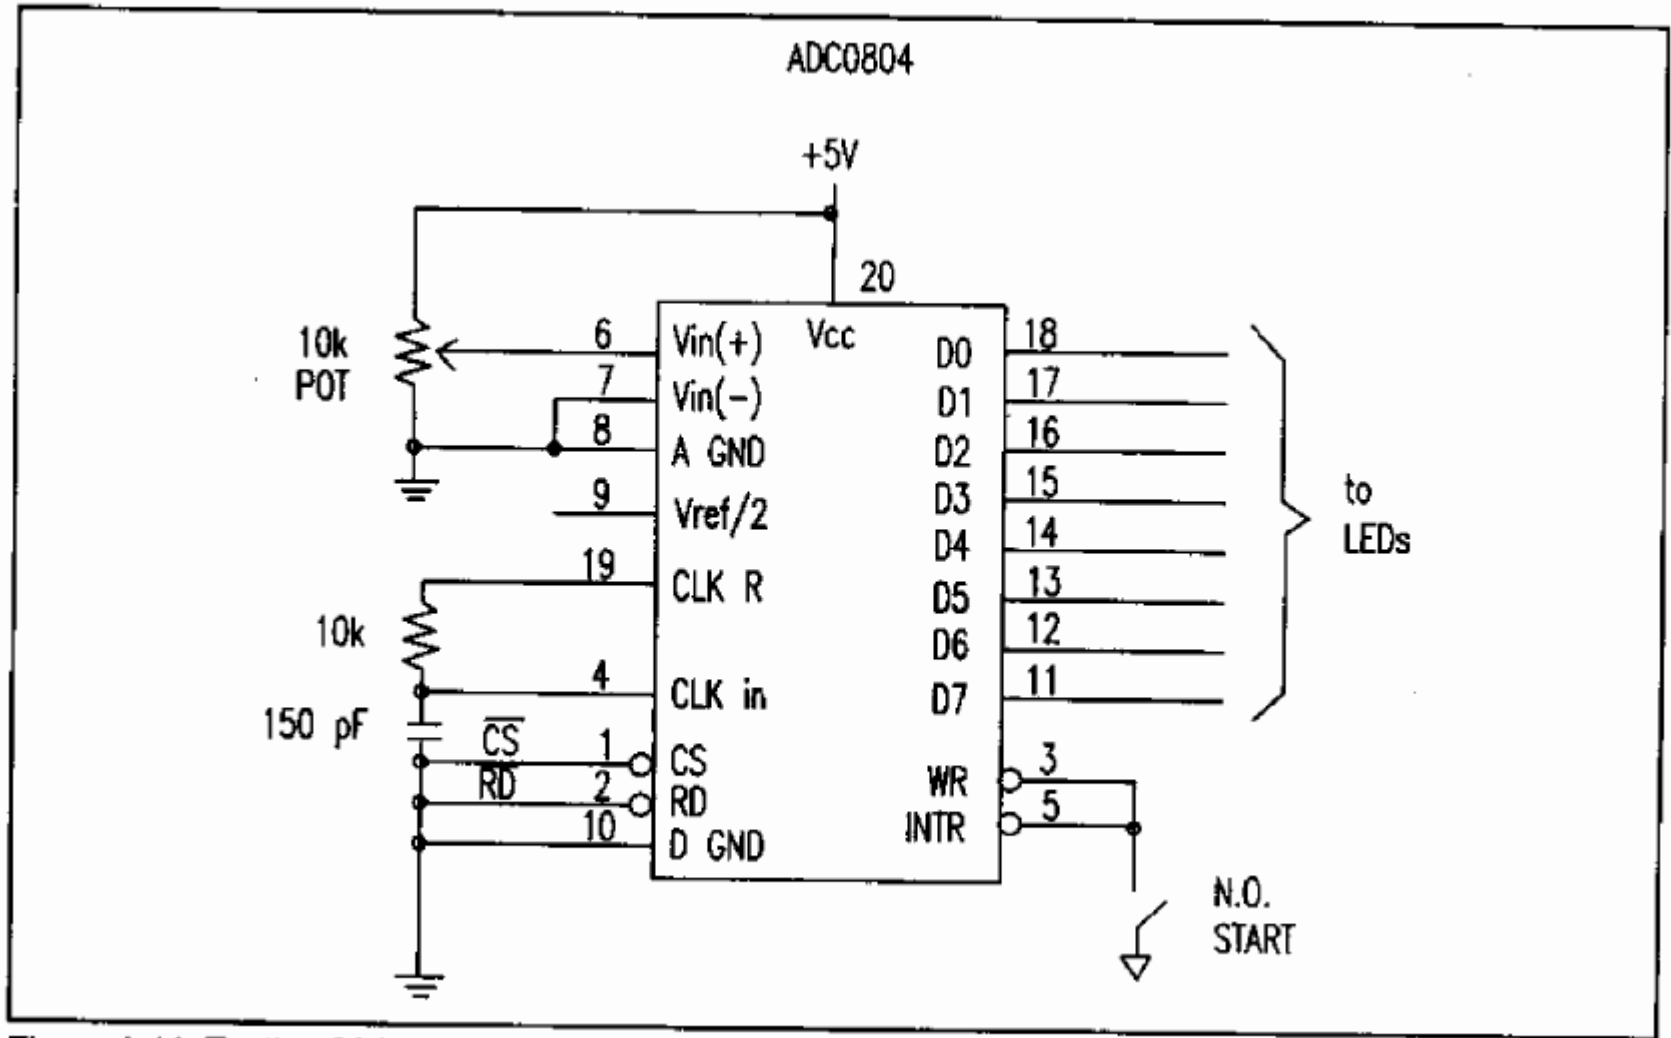 ADC0804
+5V
20
10k
POT
6
Vin(+)
Vcc
D0
18
7
Vin(-)
D1
17
8
A GND
D2
16
9
Vref/2
D3
15
to
LEDs
D4
14
19
CLK R
D5
13
10k
D6
12
4
CLK in
D7
11
150 pF
CS
1
CS
WR
3
RD
2
RD
INTR
5
10
D GND
N.O.
START